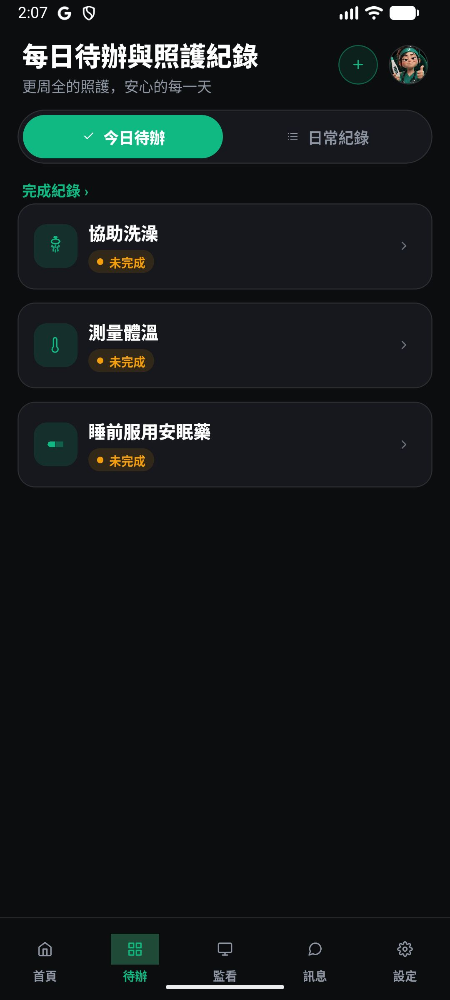 2:07
每日待辦與照護紀錄
更周全的照護，安心的每一天
今日待辦
日常紀錄
完成紀錄 ›
協助洗澡
未完成
測量體溫
未完成
睡前服用安眠藥
未完成
首頁
待辦
監看
訊息
設定